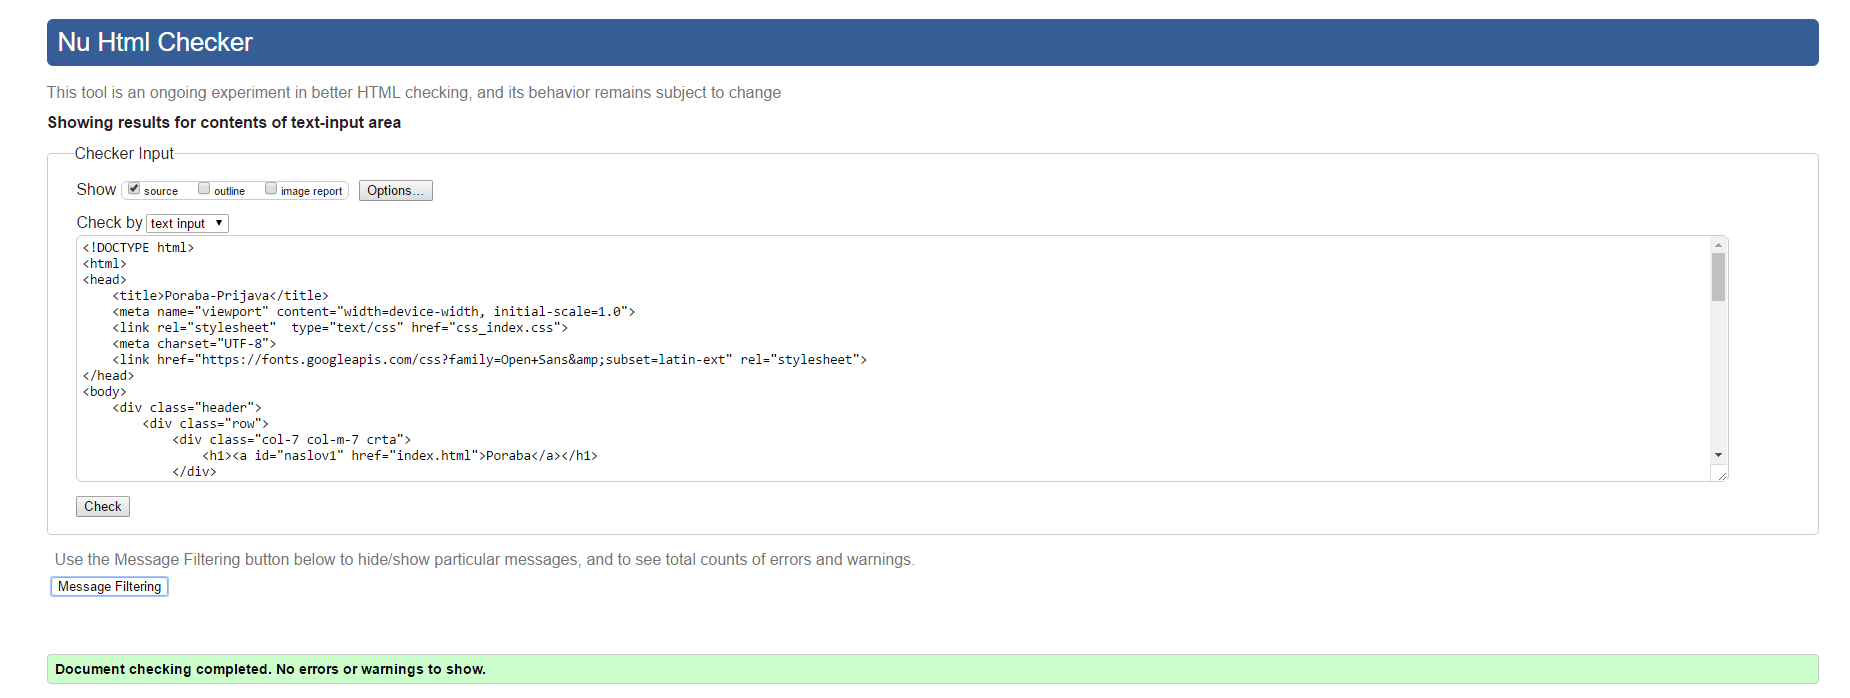 Nu Html Checker
This tool is an ongoing experiment in better HTML checking, and its behavior remains subject to change
Showing results for contents of text-input area
Checker Input
Show source outline image report Options...
Check by text input
<!DOCTYPE html>
<html>
<head>
    <title>Poraba-Prijava</title>
    <meta name="viewport" content="width=device-width, initial-scale=1.0">
    <link rel="stylesheet"  type="text/css" href="css_index.css">
    <meta charset="UTF-8">
    <link href="https://fonts.googleapis.com/css?family=Open+Sans&amp;subset=latin-ext" rel="stylesheet">
</head>
<body>
    <div class="header">
        <div class="row">
            <div class="col-7 col-m-7 crta">
                <h1><a id="naslov1" href="index.html">Poraba</a></h1>
            </div>
Check
Use the Message Filtering button below to hide/show particular messages, and to see total counts of errors and warnings.
Message Filtering
Document checking completed. No errors or warnings to show.